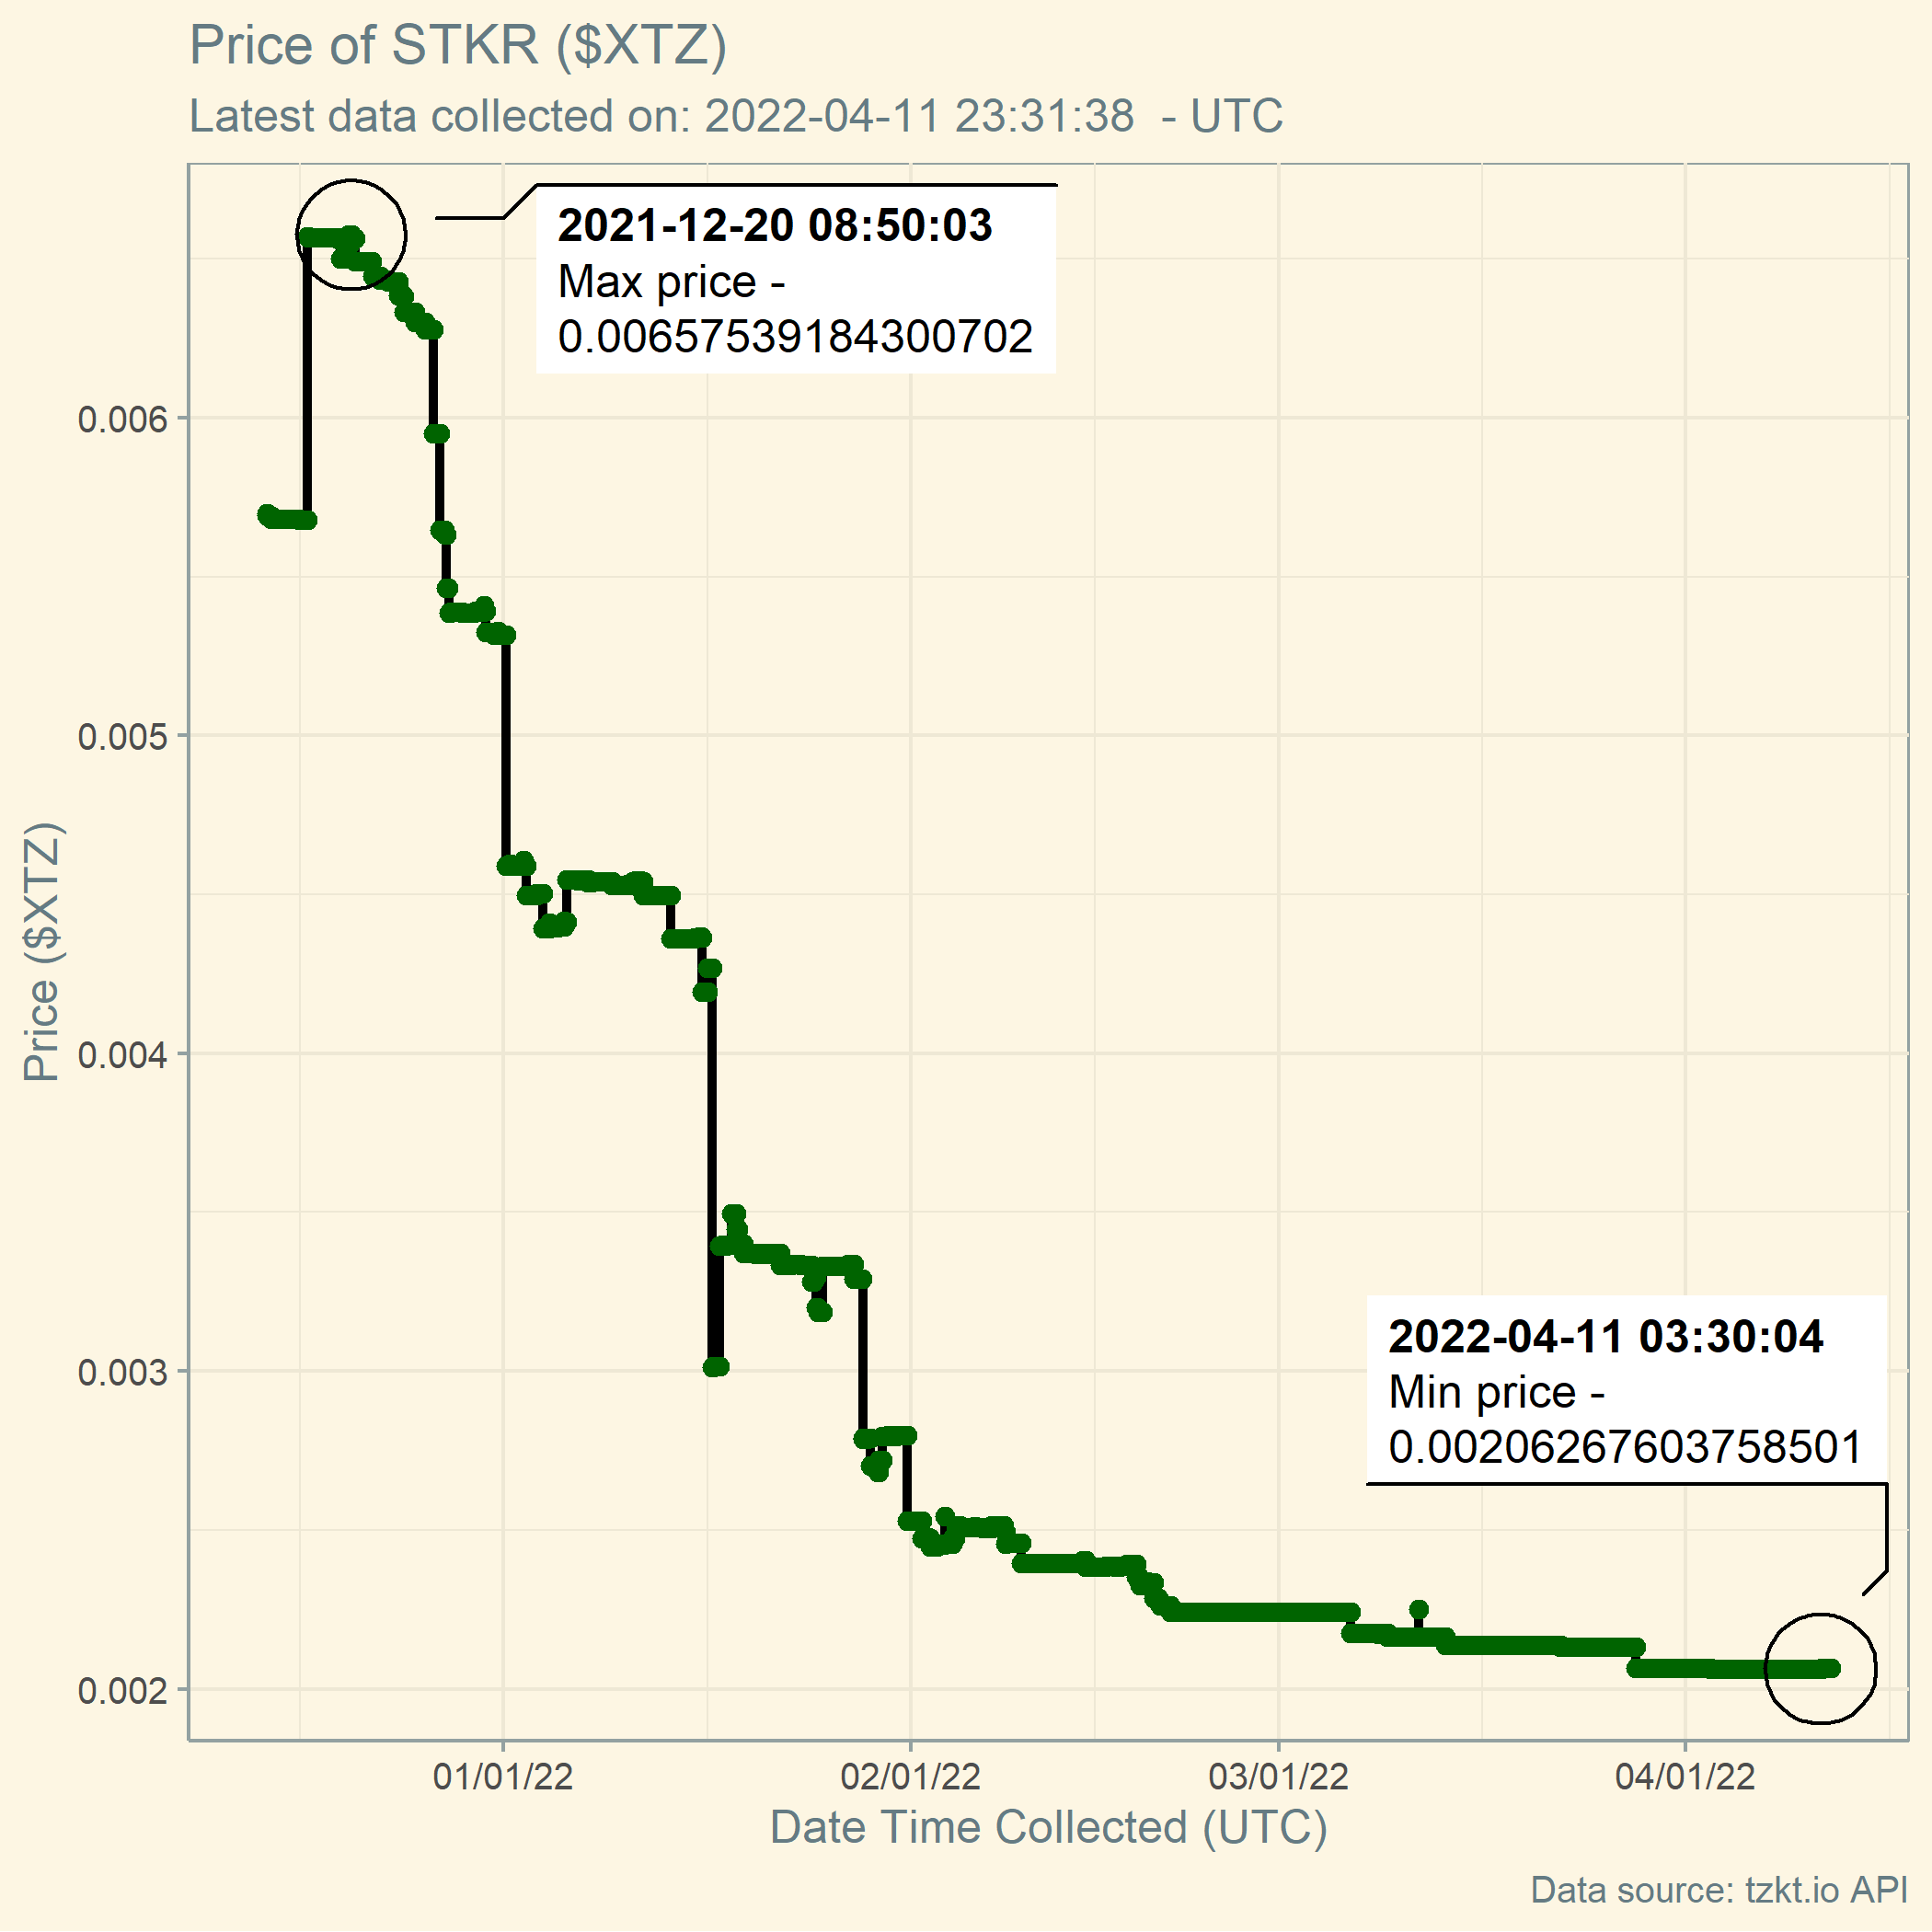 Price of STKR ($XTZ)
Latest data collected on: 2022-04-11 23:31:38  - UTC
2021-12-20 08:50:03
Max price -
0.00657539184300702
0.006
0.005
0.004
0.003
0.002
Price ($XTZ)
2022-04-11 03:30:04
Min price -
0.00206267603758501
01/01/22
02/01/22
03/01/22
04/01/22
Date Time Collected (UTC)
Data source: tzkt.io API